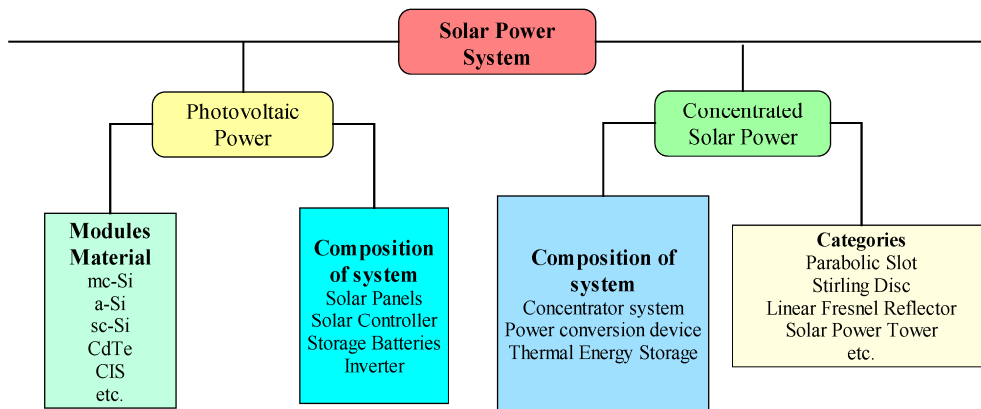 Solar Power
System
Photovoltaic
Power
Concentrated
Solar Power
Modules
Material
mc-Si
a-Si
sc-Si
CdTe
CIS
etc.
Composition
of system
Solar Panels
Solar Controller
Storage Batteries
Inverter
Composition of
system
Concentrator system
Power conversion device
Thermal Energy Storage
Categories
Parabolic Slot
Stirling Disc
Linear Fresnel Reflector
Solar Power Tower
etc.